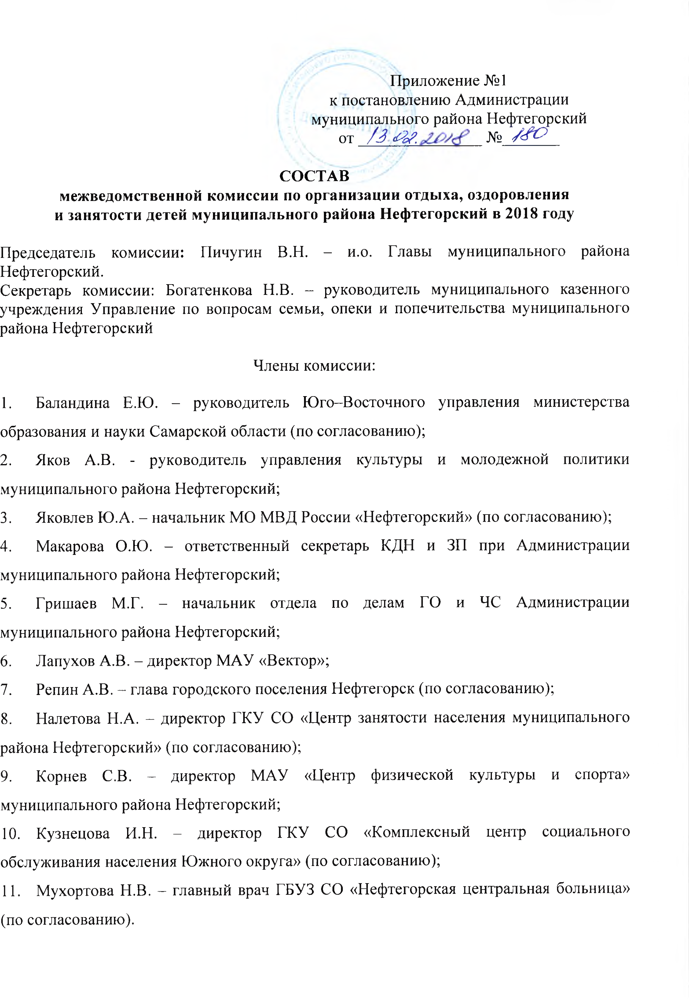 Приложение №1
к постановлению Администрации
муниципального района Нефтегорский
от 13.02.2018 № 180
Для
документов
СОСТАВ
межведомственной комиссии по организации отдыха, оздоровления
и занятости детей муниципального района Нефтегорский в 2018 году
Председатель комиссии: Пичугин В.Н. – и.о. Главы муниципального района
Нефтегорский.
Секретарь комиссии: Богатенкова Н.В. – руководитель муниципального казенного
учреждения Управление по вопросам семьи, опеки и попечительства муниципального
района Нефтегорский
Члены комиссии:
1. Баландина Е.Ю. – руководитель Юго–Восточного управления министерства
образования и науки Самарской области (по согласованию);
2. Яков А.В. - руководитель управления культуры и молодежной политики
муниципального района Нефтегорский;
3. Яковлев Ю.А. – начальник МО МВД России «Нефтегорский» (по согласованию);
4. Макарова О.Ю. – ответственный секретарь КДН и ЗП при Администрации
муниципального района Нефтегорский;
5. Гришаев М.Г. – начальник отдела по делам ГО и ЧС Администрации
муниципального района Нефтегорский;
6. Лапухов А.В. – директор МАУ «Вектор»;
7. Репин А.В. – глава городского поселения Нефтегорск (по согласованию);
8. Налетова Н.А. – директор ГКУ СО «Центр занятости населения муниципального
района Нефтегорский» (по согласованию);
9. Корнев С.В. – директор МАУ «Центр физической культуры и спорта»
муниципального района Нефтегорский;
10. Кузнецова И.Н. – директор ГКУ СО «Комплексный центр социального
обслуживания населения Южного округа» (по согласованию);
11. Мухортова Н.В. – главный врач ГБУЗ СО «Нефтегорская центральная больница»
(по согласованию).